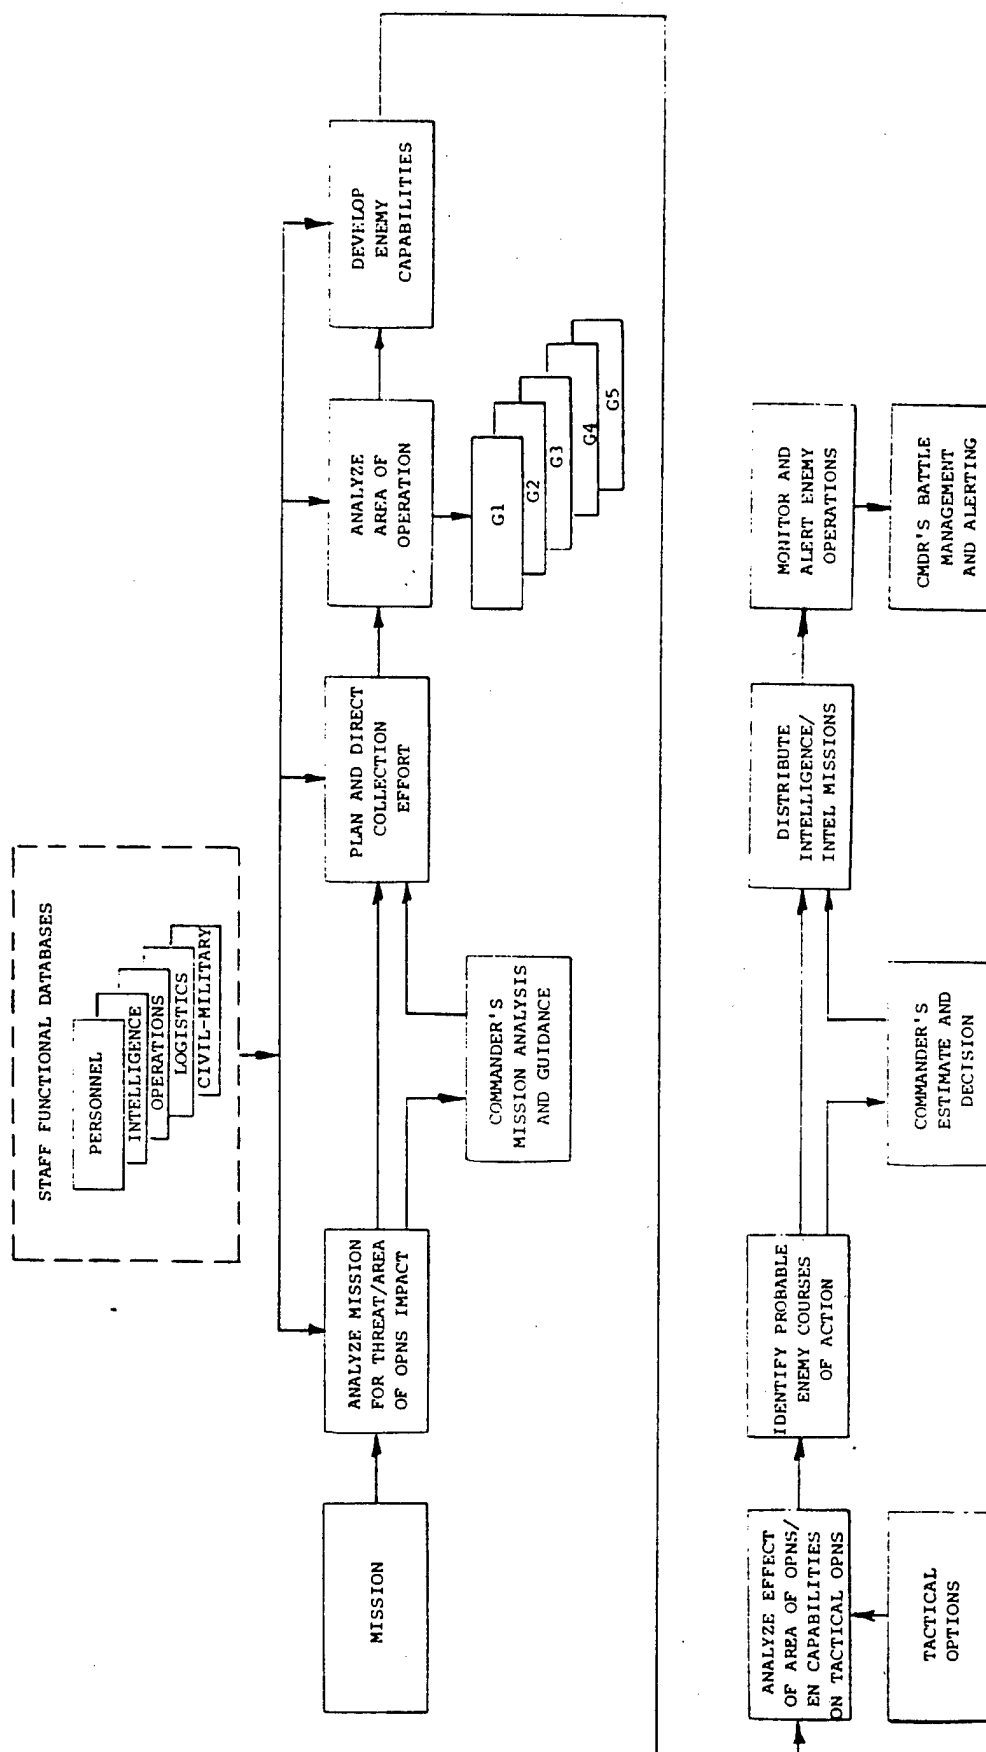 STAFF FUNCTIONAL DATABASES
PERSONNEL
INTELLIGENCE
OPERATIONS
LOGISTICS
CIVIL-MILITARY
MISSION
ANALYZE MISSION
FOR THREAT/AREA
OF OPNS IMPACT
COMMANDER'S
MISSION ANALYSIS
AND GUIDANCE
PLAN AND DIRECT
COLLECTION
EFFORT
ANALYZE
AREA OF
OPERATION
G1
G2
G3
G4
G5
DEVELOP
ENEMY
CAPABILITIES
ANALYZE EFFECT
OF AREA OF OPNS/
EN CAPABILITIES
ON TACTICAL OPNS
TACTICAL
OPTIONS
IDENTIFY PROBABLE
ENEMY COURSES
OF ACTION
COMMANDER'S
ESTIMATE AND
DECISION
DISTRIBUTE
INTELLIGENCE/
INTEL MISSIONS
MONITOR AND
ALERT ENEMY
OPERATIONS
CMDR'S BATTLE
MANAGEMENT
AND ALERTING